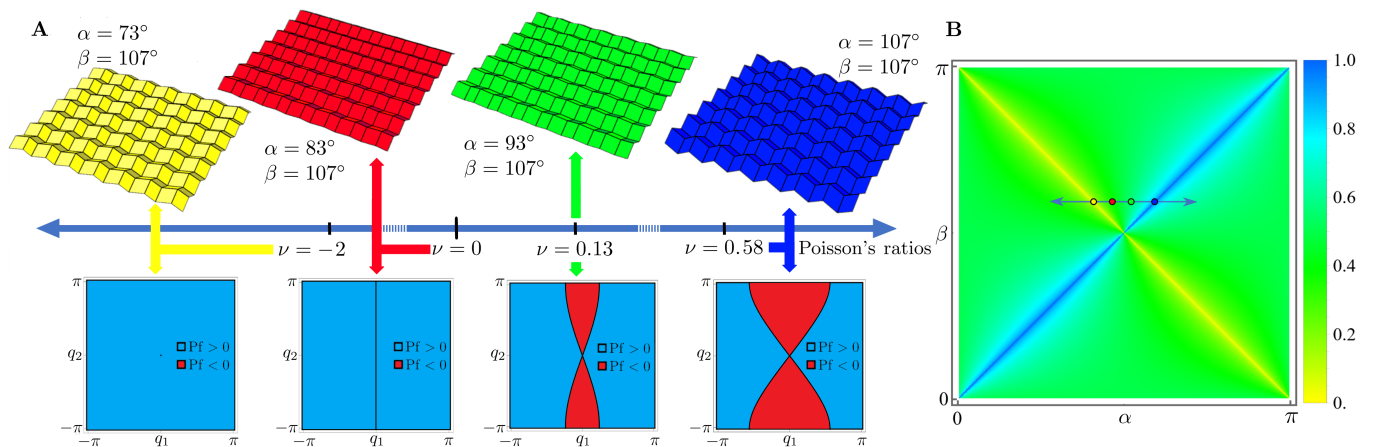 A
α = 73°
β = 107°
α = 83°
β = 107°
α = 93°
β = 107°
α = 107°
β = 107°
ν = −2
ν = 0
ν = 0.13
ν = 0.58
Poisson's ratios
π
q₂
−π
−π q₁ π
Pf > 0
Pf < 0
π
q₂
−π
−π q₁ π
Pf > 0
Pf < 0
π
q₂
−π
−π q₁ π
Pf > 0
Pf < 0
π
q₂
−π
−π q₁ π
Pf > 0
Pf < 0
B
π
β
0
0 α π
1.0
0.8
0.6
0.4
0.2
0.